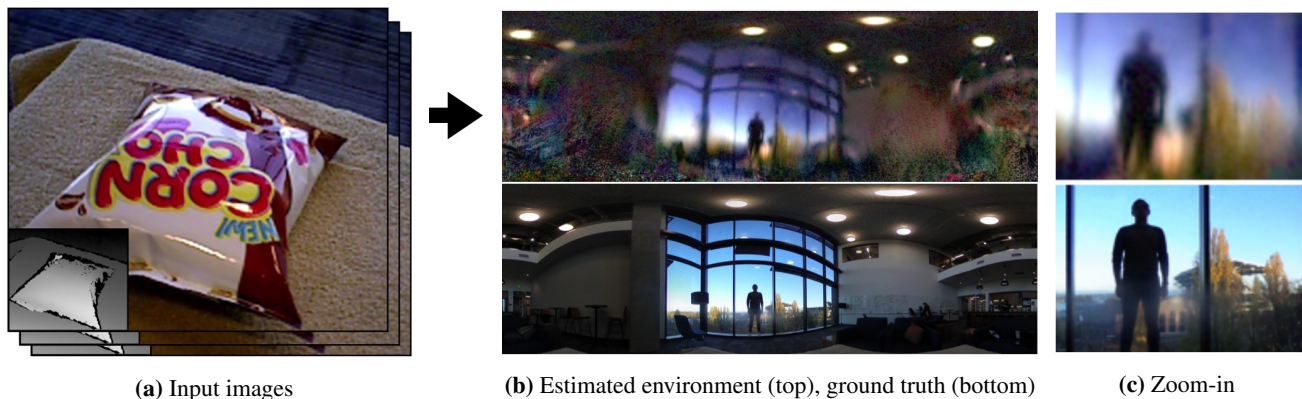 CHO
CORN
NEW!
(a) Input images
(b) Estimated environment (top), ground truth (bottom)
(c) Zoom-in